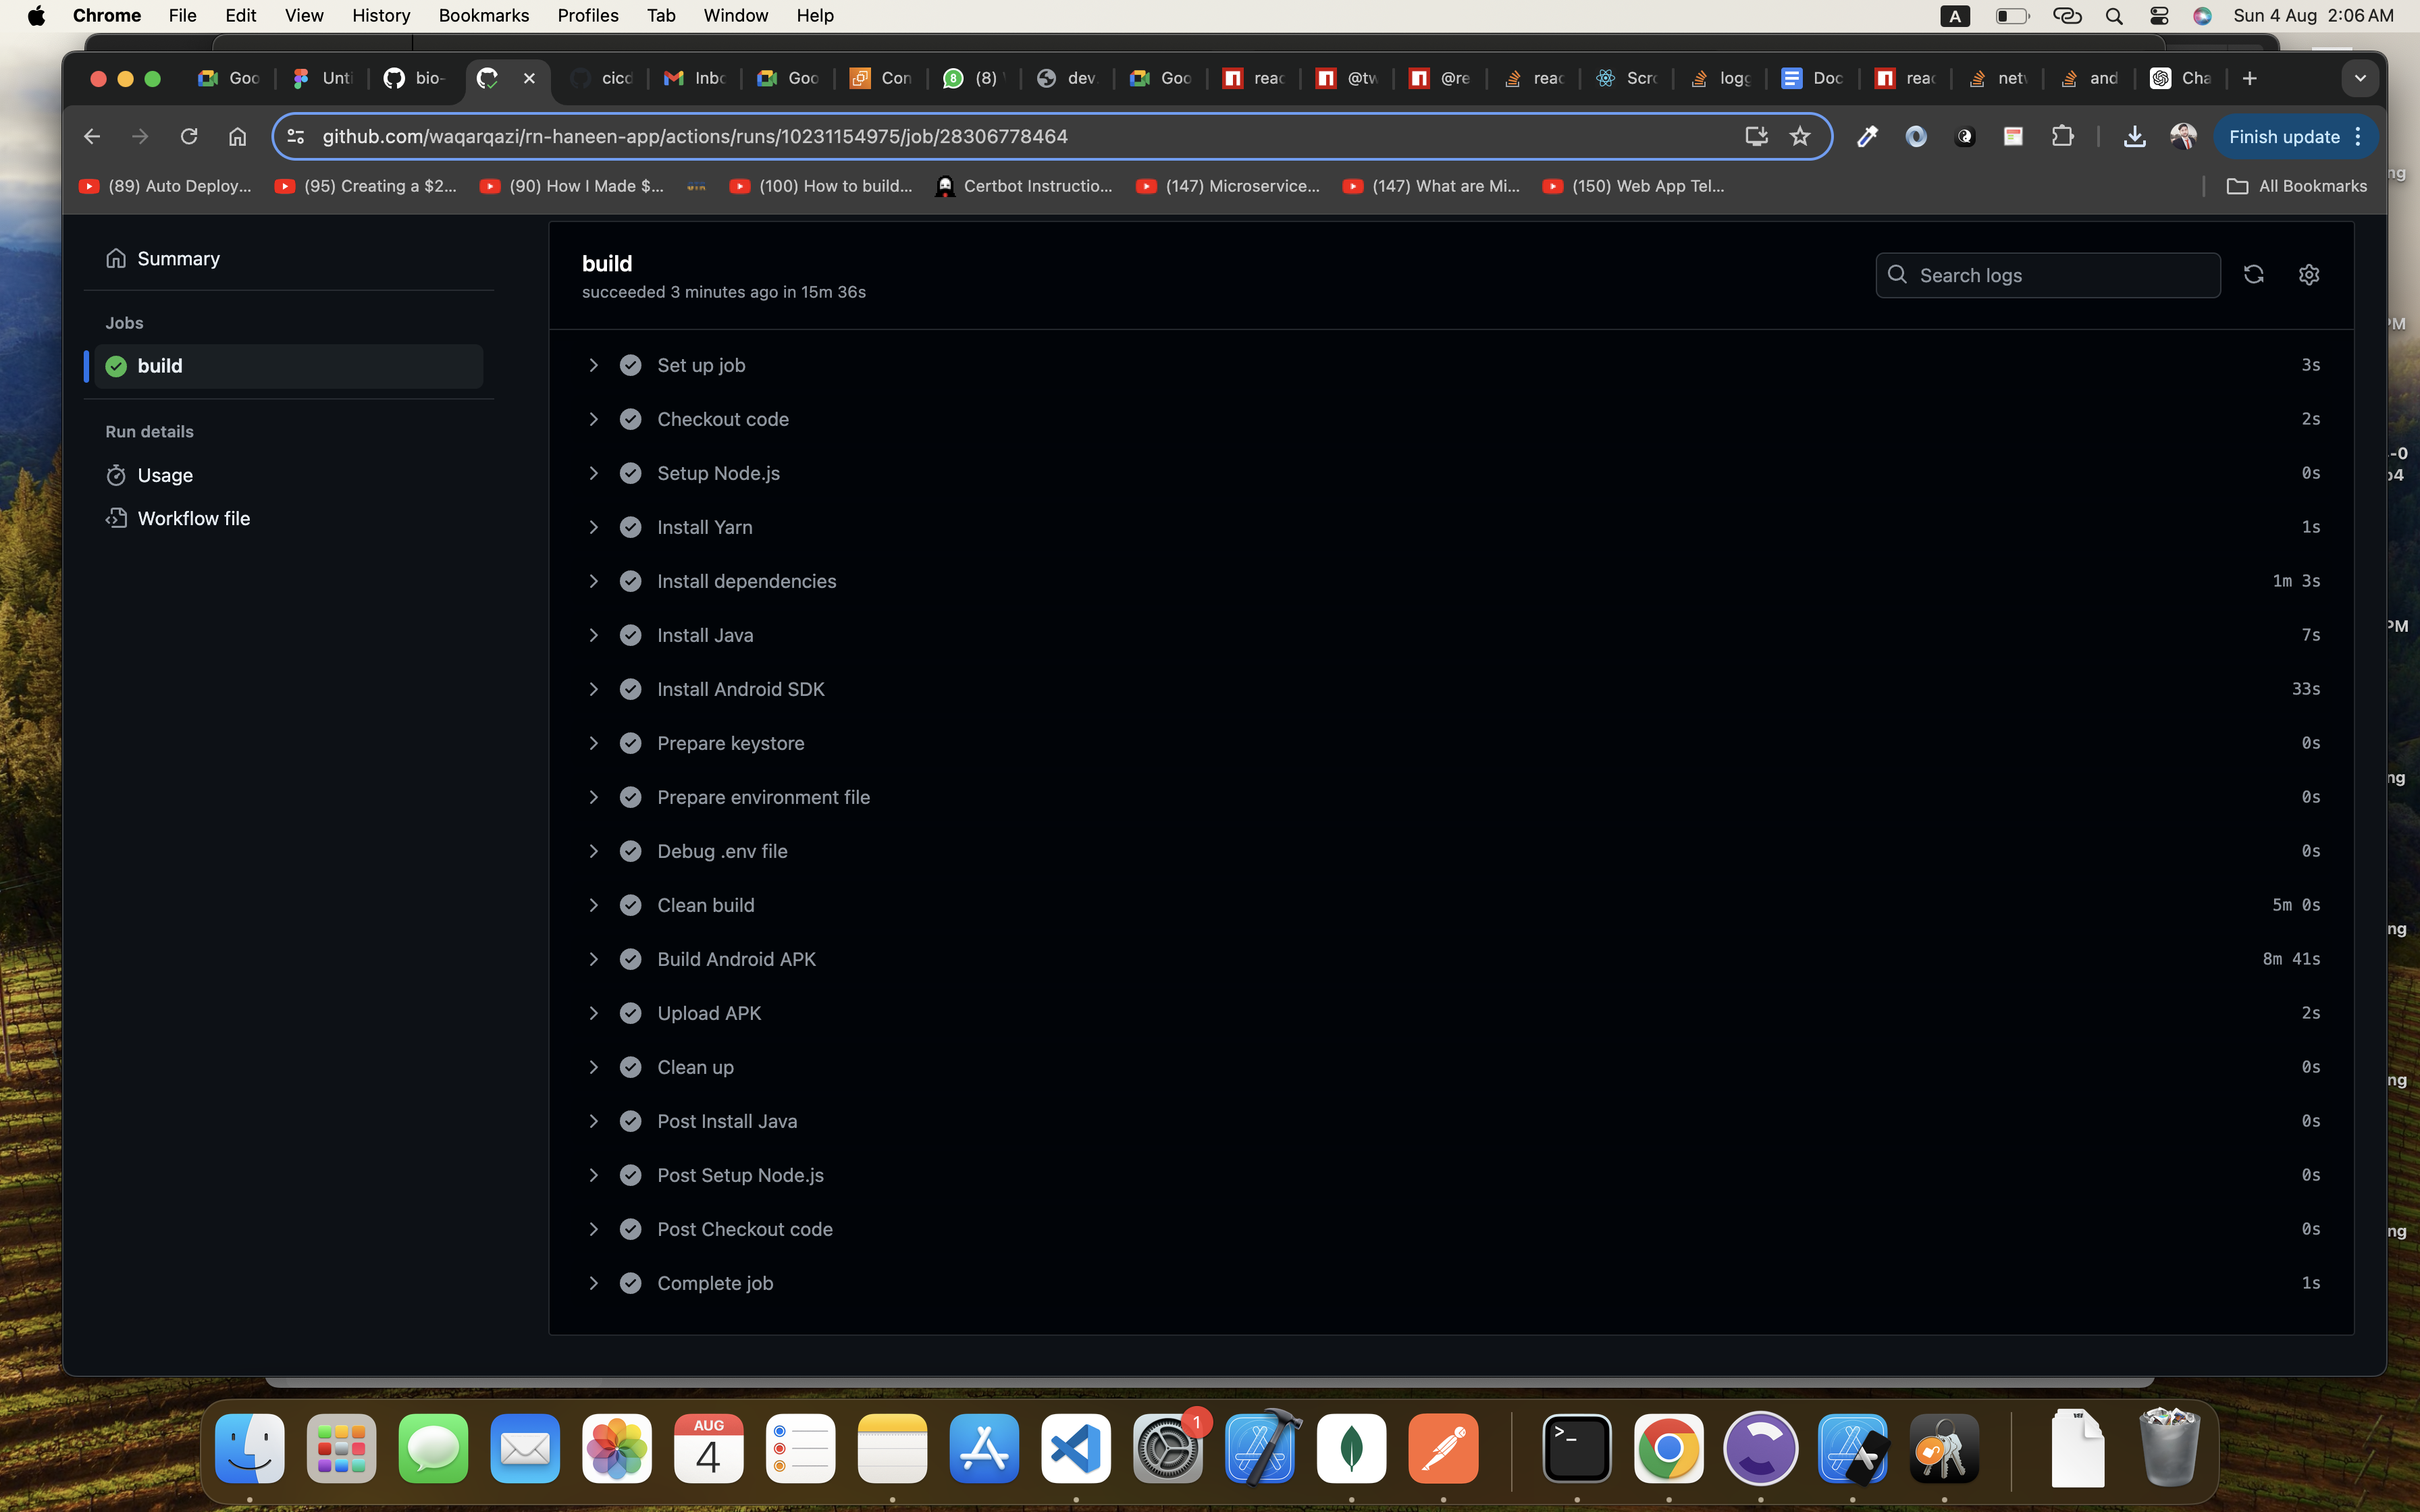 Chrome File Edit View History Bookmarks Profiles Tab Window Help
A Sun 4 Aug 2:06 AM
Goo Unti bio- cicd Inbo Goo Con (8) dev Goo reac @tw @re reac Scro logg Doc reac netw and Cha
github.com/waqarqazi/rn-haneen-app/actions/runs/10231154975/job/28306778464
Finish update
(89) Auto Deploy... (95) Creating a $2... (90) How I Made $... (100) How to build... Certbot Instructio... (147) Microservice... (147) What are Mi... (150) Web App Tel... All Bookmarks
Summary
Jobs
build
Run details
Usage
Workflow file
build
succeeded 3 minutes ago in 15m 36s
Search logs
Set up job 3s
Checkout code 2s
Setup Node.js 0s
Install Yarn 1s
Install dependencies 1m 3s
Install Java 7s
Install Android SDK 33s
Prepare keystore 0s
Prepare environment file 0s
Debug .env file 0s
Clean build 5m 0s
Build Android APK 8m 41s
Upload APK 2s
Clean up 0s
Post Install Java 0s
Post Setup Node.js 0s
Post Checkout code 0s
Complete job 1s
AUG
4
1